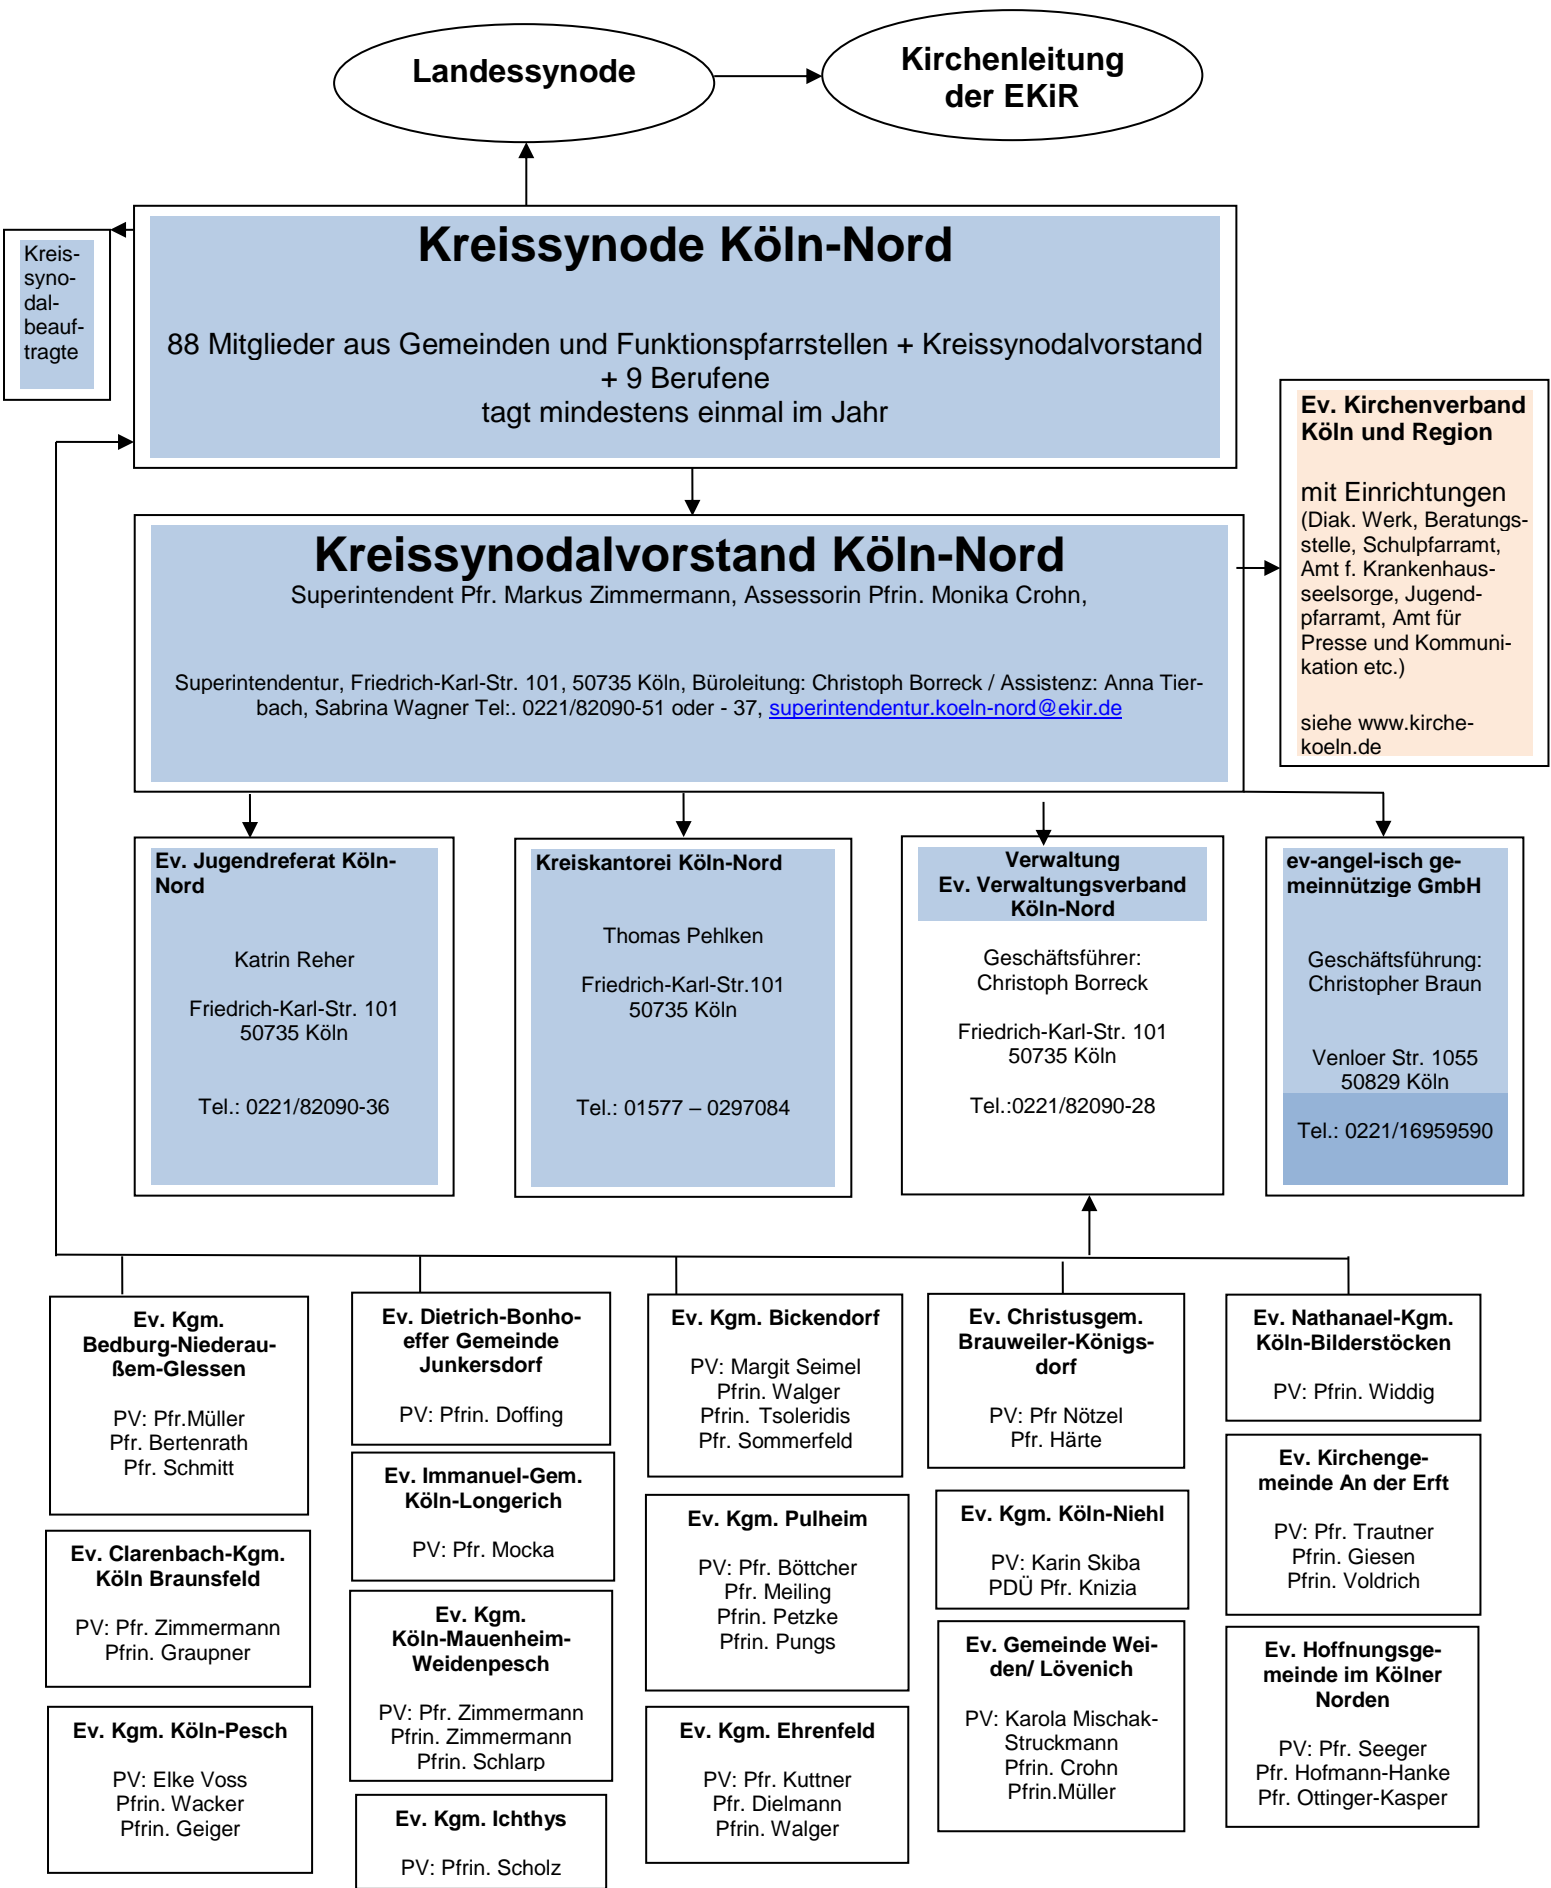 Landessynode
Kirchenleitung
der EKiR
Kreis-
syno-
dal-
beauf-
tragte
Kreissynode Köln-Nord
88 Mitglieder aus Gemeinden und Funktionspfarrstellen + Kreissynodalvorstand
+ 9 Berufene
tagt mindestens einmal im Jahr
Ev. Kirchenverband
Köln und Region
mit Einrichtungen
(Diak. Werk, Beratungs-
stelle, Schulpfarramt,
Amt f. Krankenhaus-
seelsorge, Jugend-
pfarramt, Amt für
Presse und Kommuni-
kation etc.)
siehe www.kirche-
koeln.de
Kreissynodalvorstand Köln-Nord
Superintendent Pfr. Markus Zimmermann, Assessorin Pfrin. Monika Crohn,
Superintendentur, Friedrich-Karl-Str. 101, 50735 Köln, Büroleitung: Christoph Borreck / Assistenz: Anna Tier-
bach, Sabrina Wagner Tel:. 0221/82090-51 oder - 37, superintendentur.koeln-nord@ekir.de
Ev. Jugendreferat Köln-
Nord
Katrin Reher
Friedrich-Karl-Str. 101
50735 Köln
Tel.: 0221/82090-36
Kreiskantorei Köln-Nord
Thomas Pehlken
Friedrich-Karl-Str.101
50735 Köln
Tel.: 01577 – 0297084
Verwaltung
Ev. Verwaltungsverband
Köln-Nord
Geschäftsführer:
Christoph Borreck
Friedrich-Karl-Str. 101
50735 Köln
Tel.:0221/82090-28
ev-angel-isch ge-
meinnützige GmbH
Geschäftsführung:
Christopher Braun
Venloer Str. 1055
50829 Köln
Tel.: 0221/16959590
Ev. Kgm.
Bedburg-Niederau-
ßem-Glessen
PV: Pfr.Müller
Pfr. Bertenrath
Pfr. Schmitt
Ev. Clarenbach-Kgm.
Köln Braunsfeld
PV: Pfr. Zimmermann
Pfrin. Graupner
Ev. Kgm. Köln-Pesch
PV: Elke Voss
Pfrin. Wacker
Pfrin. Geiger
Ev. Dietrich-Bonho-
effer Gemeinde
Junkersdorf
PV: Pfrin. Doffing
Ev. Immanuel-Gem.
Köln-Longerich
PV: Pfr. Mocka
Ev. Kgm.
Köln-Mauenheim-
Weidenpesch
PV: Pfr. Zimmermann
Pfrin. Zimmermann
Pfrin. Schlarp
Ev. Kgm. Ichthys
PV: Pfrin. Scholz
Ev. Kgm. Bickendorf
PV: Margit Seimel
Pfrin. Walger
Pfrin. Tsoleridis
Pfr. Sommerfeld
Ev. Kgm. Pulheim
PV: Pfr. Böttcher
Pfr. Meiling
Pfrin. Petzke
Pfrin. Pungs
Ev. Kgm. Ehrenfeld
PV: Pfr. Kuttner
Pfr. Dielmann
Pfrin. Walger
Ev. Christusgem.
Brauweiler-Königs-
dorf
PV: Pfr Nötzel
Pfr. Härte
Ev. Kgm. Köln-Niehl
PV: Karin Skiba
PDÜ Pfr. Knizia
Ev. Gemeinde Wei-
den/ Lövenich
PV: Karola Mischak-
Struckmann
Pfrin. Crohn
Pfrin.Müller
Ev. Nathanael-Kgm.
Köln-Bilderstöcken
PV: Pfrin. Widdig
Ev. Kirchenge-
meinde An der Erft
PV: Pfr. Trautner
Pfrin. Giesen
Pfrin. Voldrich
Ev. Hoffnungsge-
meinde im Kölner
Norden
PV: Pfr. Seeger
Pfr. Hofmann-Hanke
Pfr. Ottinger-Kasper